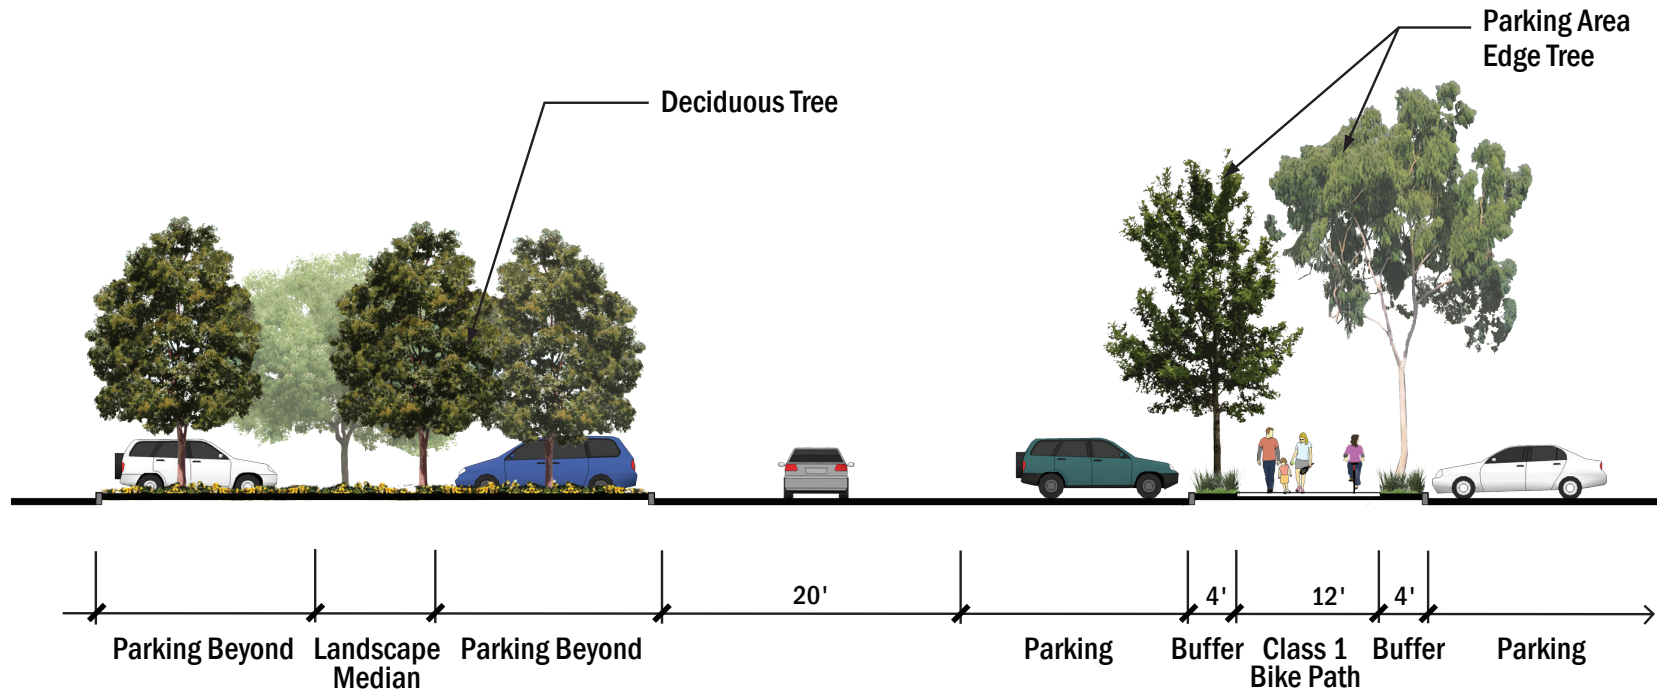 Parking Area
Edge Tree
Deciduous Tree
20'
4'
12'
4'
Parking Beyond
Landscape
Median
Parking Beyond
Parking
Buffer
Class 1
Bike Path
Buffer
Parking